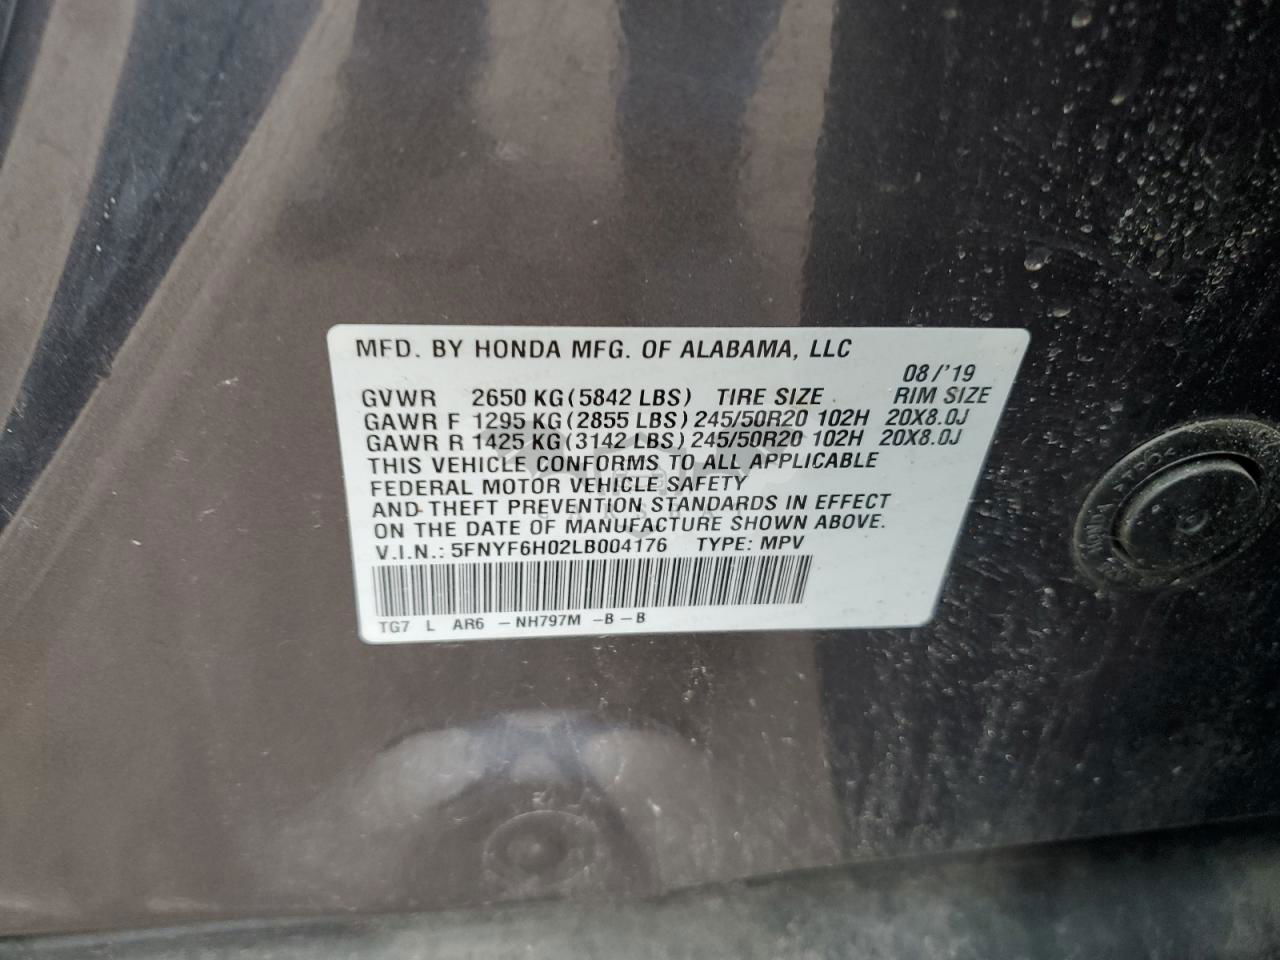 MFD. BY HONDA MFG. OF ALABAMA, LLC
08/'19
GVWR 2650 KG (5842 LBS) TIRE SIZE RIM SIZE
GAWR F 1295 KG (2855 LBS) 245/50R20 102H 20X8.0J
GAWR R 1425 KG (3142 LBS) 245/50R20 102H 20X8.0J
THIS VEHICLE CONFORMS TO ALL APPLICABLE
FEDERAL MOTOR VEHICLE SAFETY
AND THEFT PREVENTION STANDARDS IN EFFECT
ON THE DATE OF MANUFACTURE SHOWN ABOVE.
V.I.N.: 5FNYF6H02LB004176 TYPE: MPV
TG7 L AR6 - NH797M - B - B